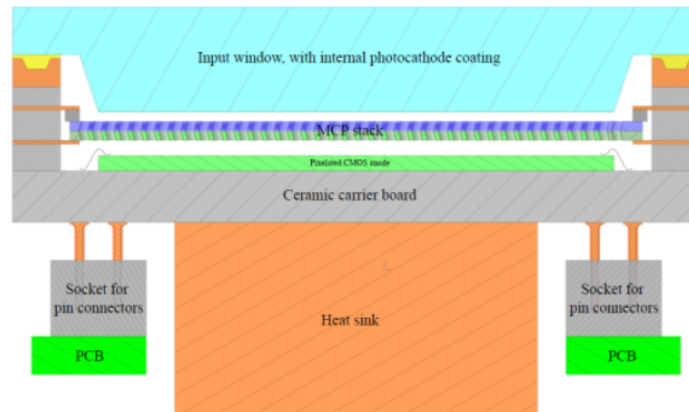 Input window, with internal photocathode coating
MCP stack
Pixelated CMOS anode
Ceramic carrier board
Socket for
pin connectors
Heat sink
Socket for
pin connectors
PCB
PCB